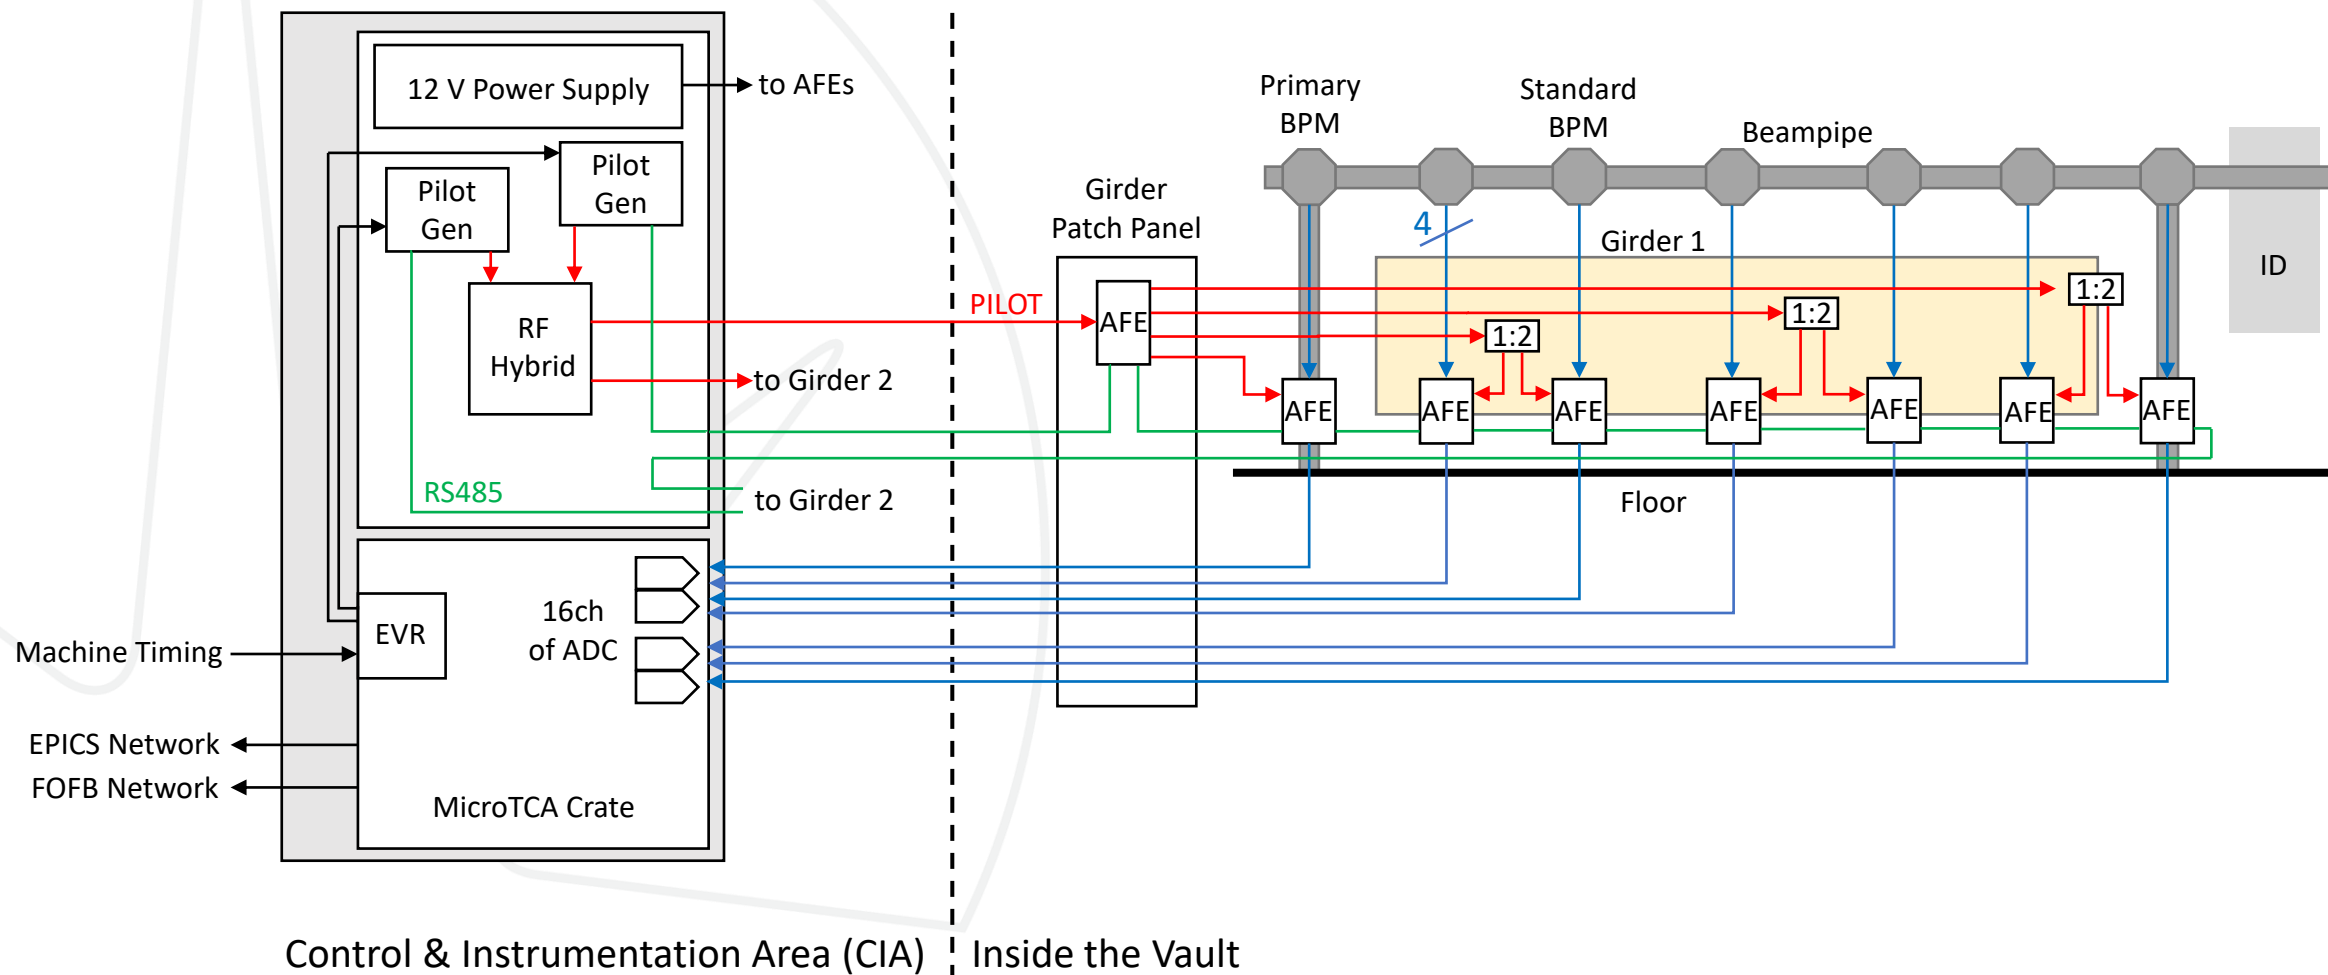 12 V Power Supply
to AFEs
Pilot
Gen
Pilot
Gen
RF
Hybrid
PILOT
to Girder 2
RS485
to Girder 2
16ch
of ADC
EVR
Machine Timing
EPICS Network
FOFB Network
MicroTCA Crate
Control & Instrumentation Area (CIA)
Inside the Vault
Girder
Patch Panel
AFE
Primary
BPM
Standard
BPM
Beampipe
4
Girder 1
ID
1:2
1:2
1:2
AFE
AFE
AFE
AFE
AFE
AFE
AFE
Floor